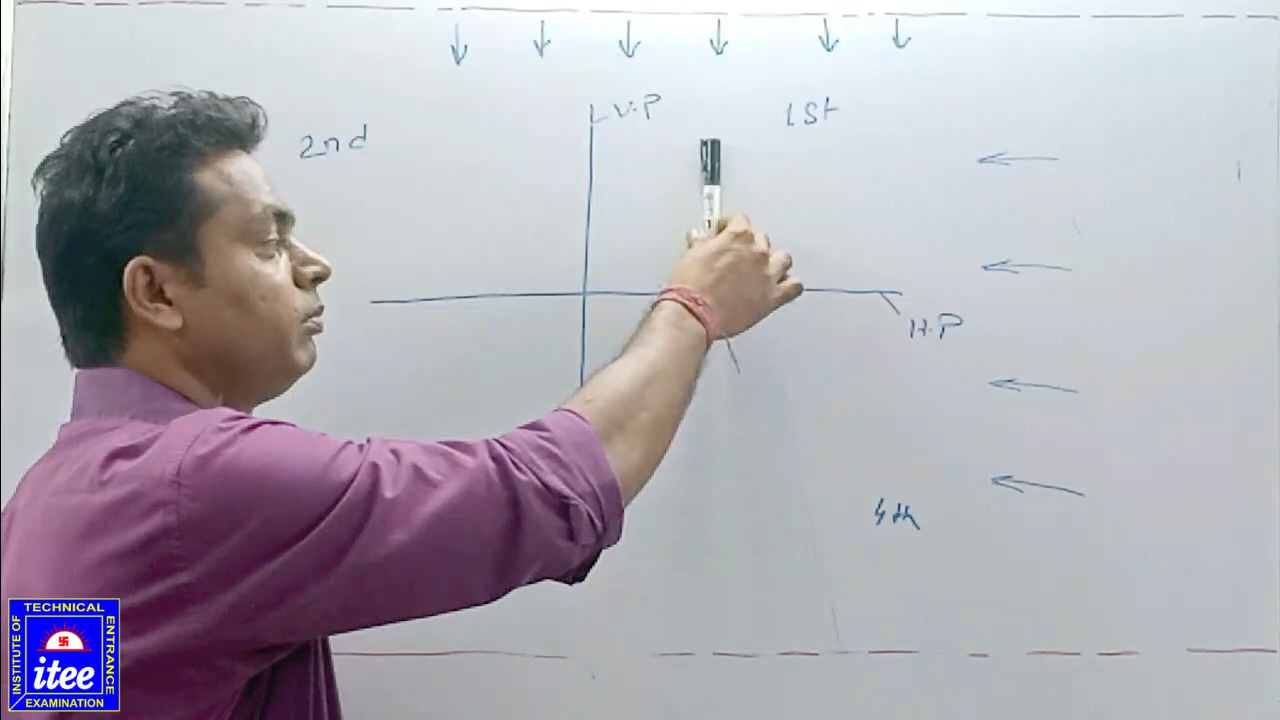 V.P
1st
2nd
H.P
4th
TECHNICAL
INSTITUTE OF
ENTRANCE
itee
EXAMINATION